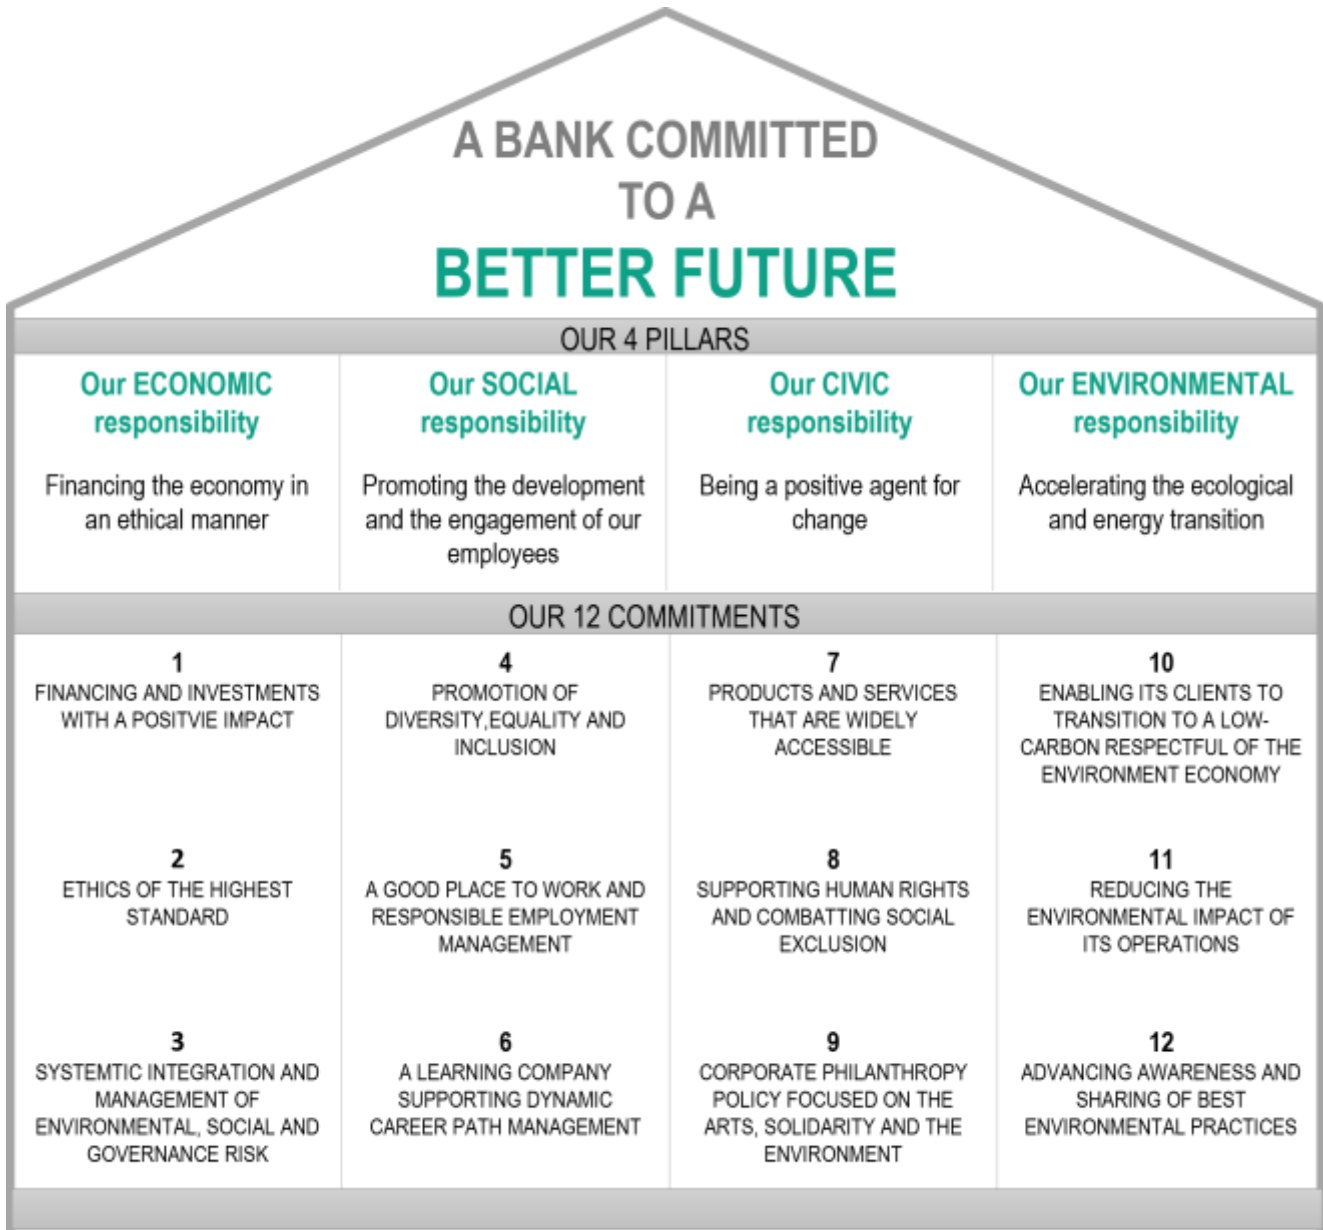 A BANK COMMITTED
TO A
BETTER FUTURE
OUR 4 PILLARS
Our ECONOMIC
responsibility
Financing the economy in
an ethical manner
Our SOCIAL
responsibility
Promoting the development
and the engagement of our
employees
Our CIVIC
responsibility
Being a positive agent for
change
Our ENVIRONMENTAL
responsibility
Accelerating the ecological
and energy transition
OUR 12 COMMITMENTS
1
FINANCING AND INVESTMENTS
WITH A POSITVIE IMPACT
2
ETHICS OF THE HIGHEST
STANDARD
3
SYSTEMTIC INTEGRATION AND
MANAGEMENT OF
ENVIRONMENTAL, SOCIAL AND
GOVERNANCE RISK
4
PROMOTION OF
DIVERSITY,EQUALITY AND
INCLUSION
5
A GOOD PLACE TO WORK AND
RESPONSIBLE EMPLOYMENT
MANAGEMENT
6
A LEARNING COMPANY
SUPPORTING DYNAMIC
CAREER PATH MANAGEMENT
7
PRODUCTS AND SERVICES
THAT ARE WIDELY
ACCESSIBLE
8
SUPPORTING HUMAN RIGHTS
AND COMBATTING SOCIAL
EXCLUSION
9
CORPORATE PHILANTHROPY
POLICY FOCUSED ON THE
ARTS, SOLIDARITY AND THE
ENVIRONMENT
10
ENABLING ITS CLIENTS TO
TRANSITION TO A LOW-
CARBON RESPECTFUL OF THE
ENVIRONMENT ECONOMY
11
REDUCING THE
ENVIRONMENTAL IMPACT OF
ITS OPERATIONS
12
ADVANCING AWARENESS AND
SHARING OF BEST
ENVIRONMENTAL PRACTICES